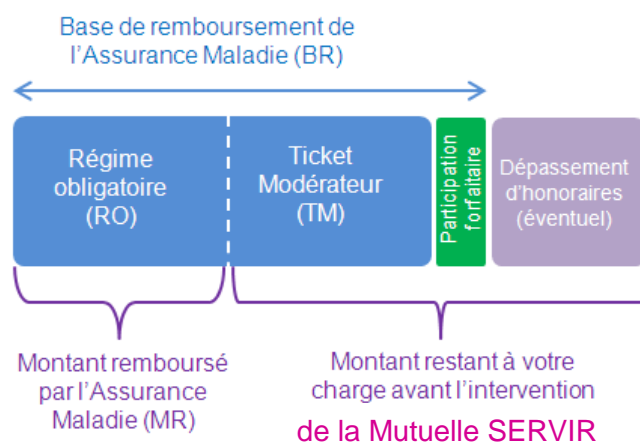 Base de remboursement de
l'Assurance Maladie (BR)
Régime
obligatoire
(RO)
Ticket
Modérateur
(TM)
Participation
forfaitaire
Dépassement
d'honoraires
(éventuel)
Montant remboursé
par l'Assurance
Maladie (MR)
Montant restant à votre
charge avant l'intervention
de la Mutuelle SERVIR